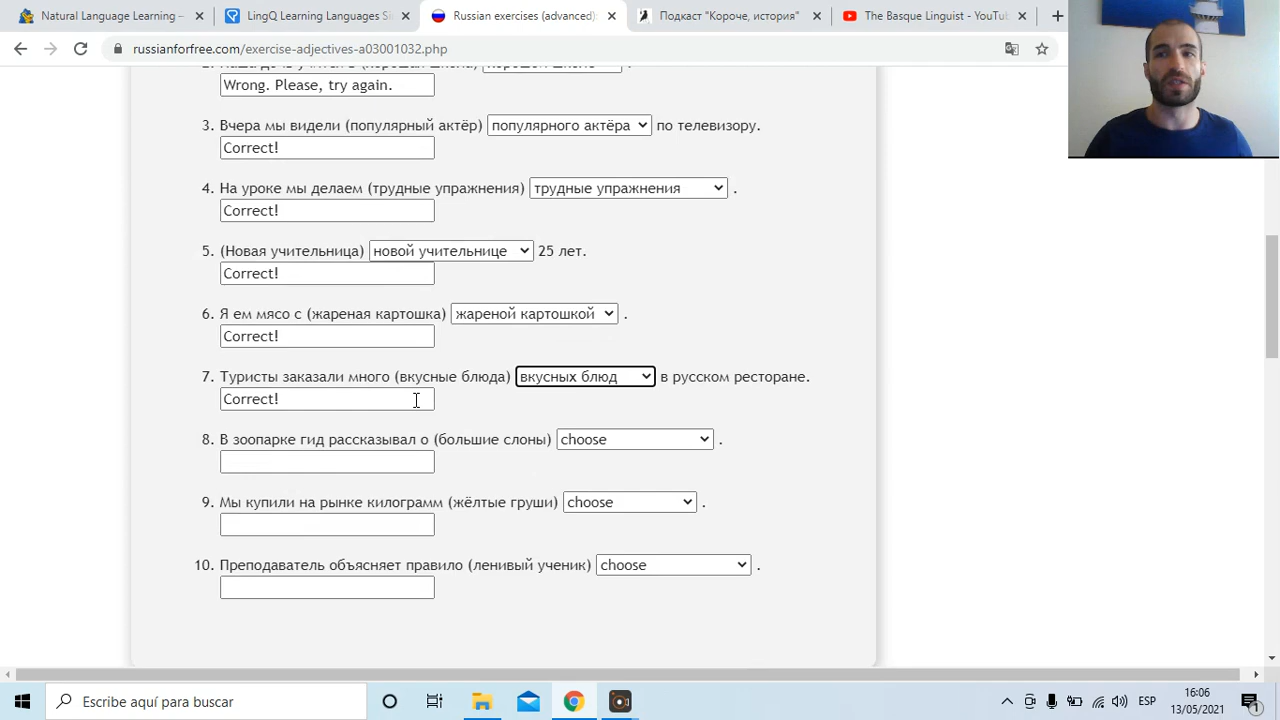 Natural Language Learning –
LingQ Learning Languages Si
Russian exercises (advanced):
Подкаст "Короче, история"
The Basque Linguist - YouTu
russianforfree.com/exercise-adjectives-a03001032.php
Wrong. Please, try again.
3. Вчера мы видели (популярный актёр) популярного актёра по телевизору.
Correct!
4. На уроке мы делаем (трудные упражнения) трудные упражнения .
Correct!
5. (Новая учительница) новой учительнице 25 лет.
Correct!
6. Я ем мясо с (жареная картошка) жареной картошкой .
Correct!
7. Туристы заказали много (вкусные блюда) вкусных блюд в русском ресторане.
Correct!
8. В зоопарке гид рассказывал о (большие слоны) choose .
9. Мы купили на рынке килограмм (жёлтые груши) choose .
10. Преподаватель объясняет правило (ленивый ученик) choose .
Escribe aquí para buscar
ESP
16:06
13/05/2021
1